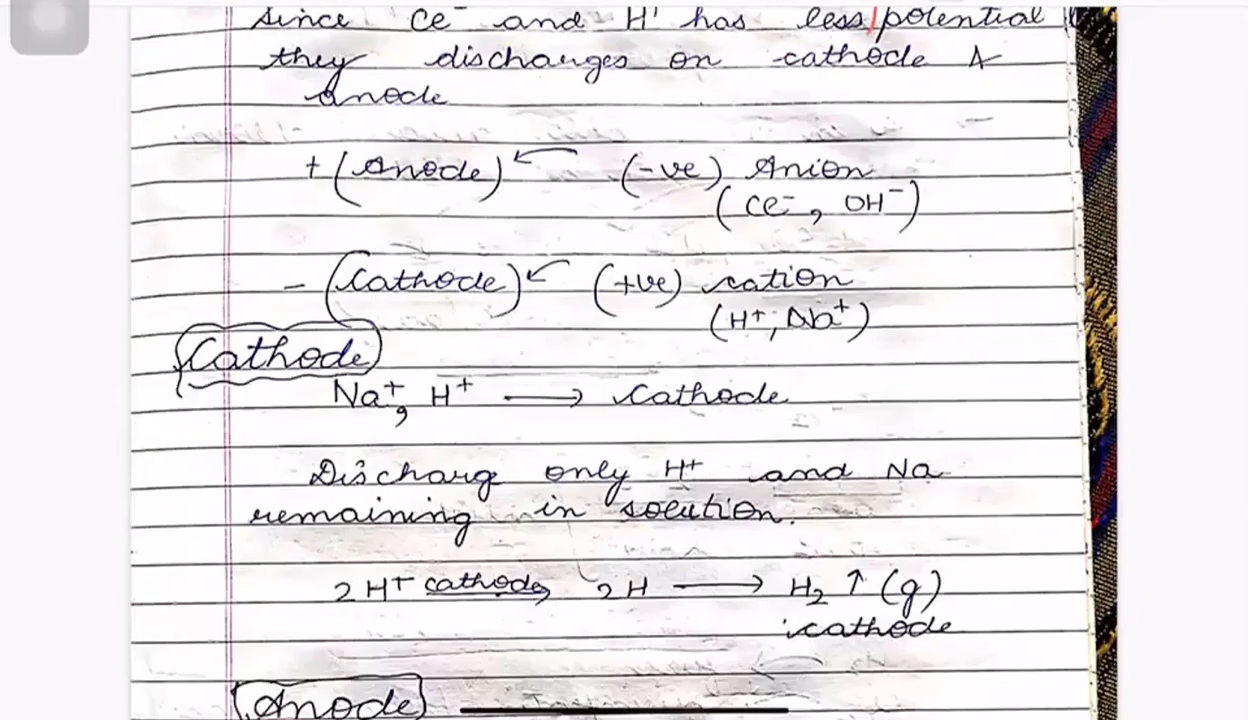 since Cl⁻ and H⁺ has less potential
they discharges on cathode &
anode
+ (Anode) ← (-ve) Anion
(Cl⁻, OH⁻)
- (Cathode) ← (+ve) cation
(H⁺, Na⁺)
Cathode
Na⁺, H⁺ → Cathode
Discharg only H⁺ and Na
remaining in solution.
2H⁺ cathode, 2H → H₂ ↑ (g)
cathode
Anode